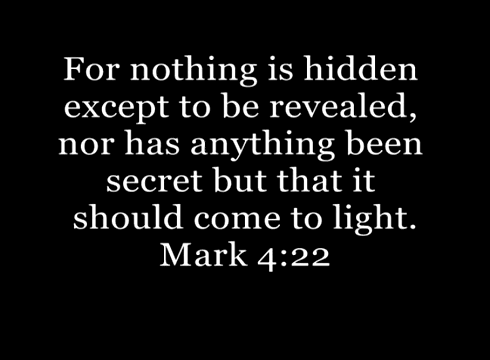 For nothing is hidden
except to be revealed,
nor has anything been
secret but that it
should come to light.
Mark 4:22